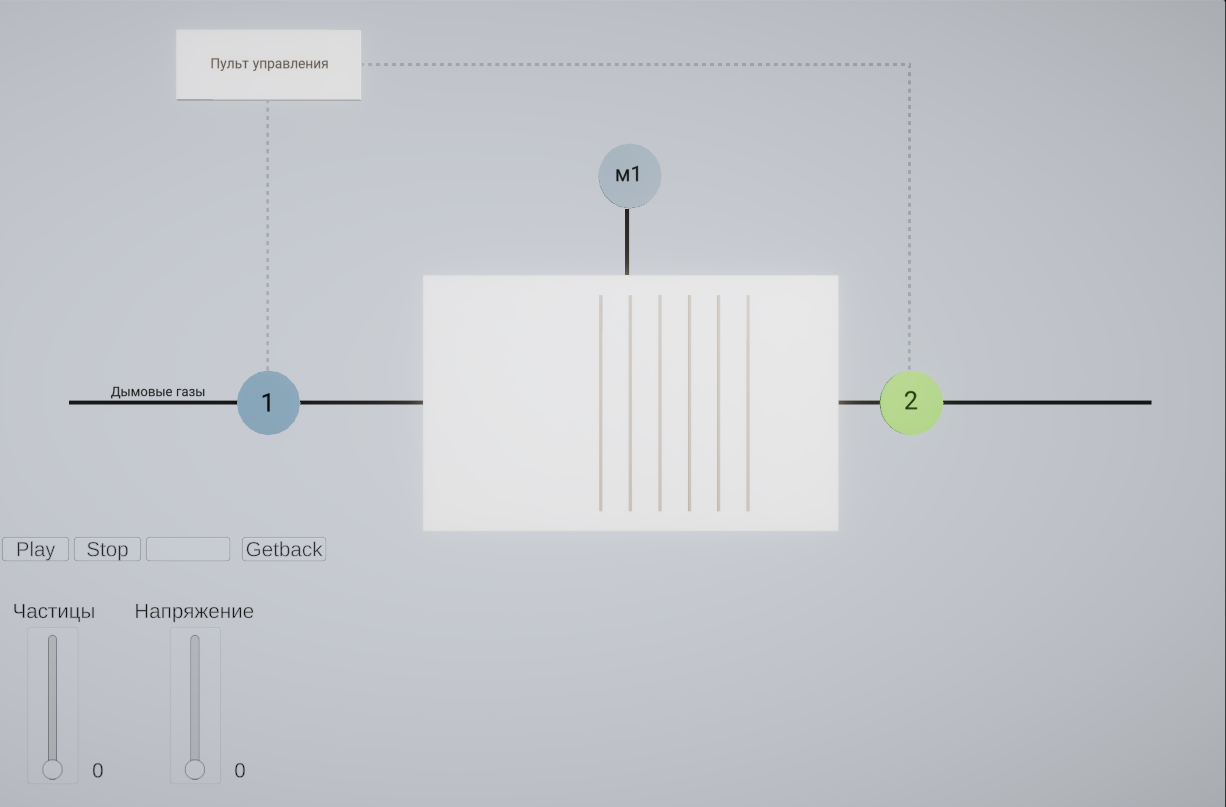 Пульт управления
м1
Дымовые газы
1
2
Play
Stop
Getback
Частицы
Напряжение
0
0